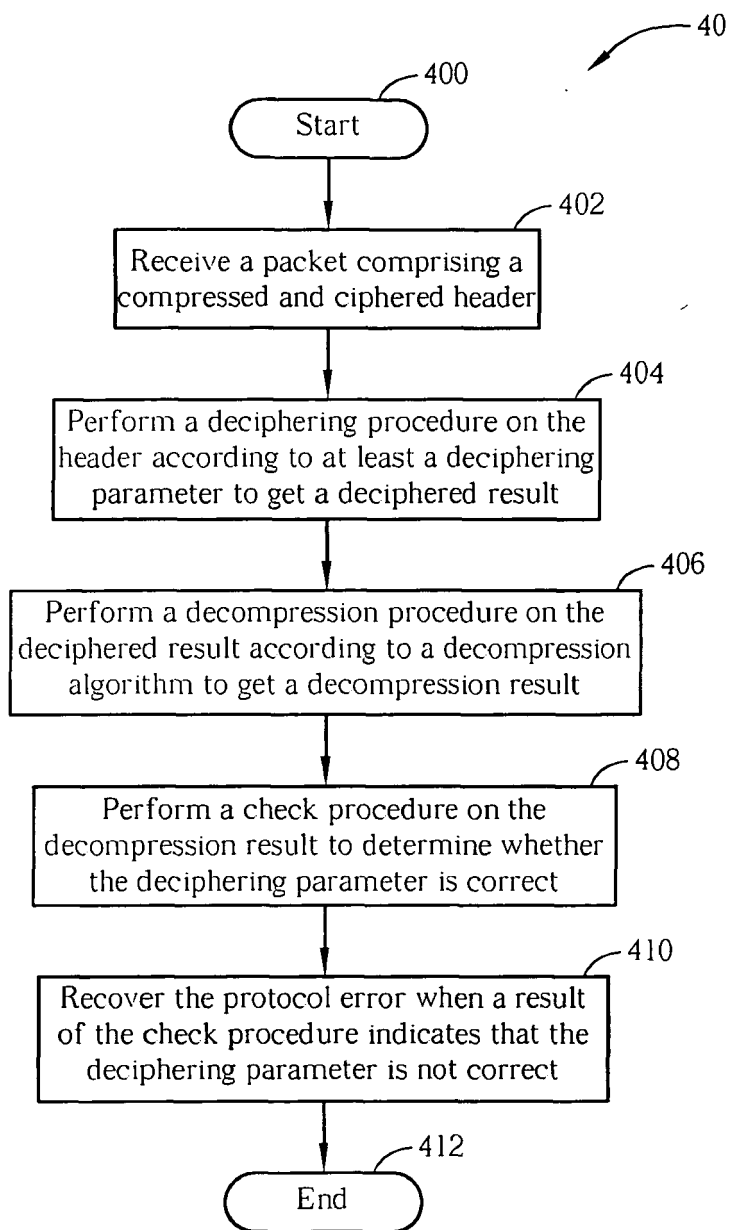 40
400
Start
402
Receive a packet comprising a
compressed and ciphered header
404
Perform a deciphering procedure on the
header according to at least a deciphering
parameter to get a deciphered result
406
Perform a decompression procedure on the
deciphered result according to a decompression
algorithm to get a decompression result
408
Perform a check procedure on the
decompression result to determine whether
the deciphering parameter is correct
410
Recover the protocol error when a result
of the check procedure indicates that the
deciphering parameter is not correct
412
End